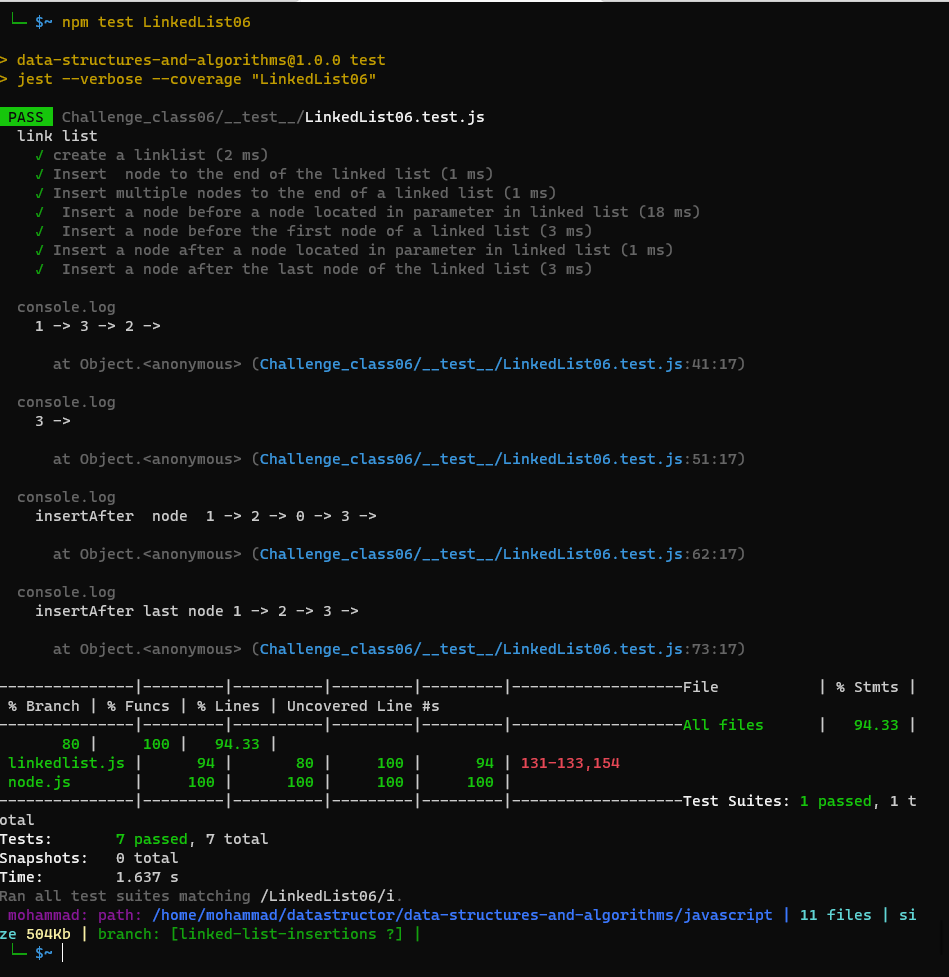 └─ $~ npm test LinkedList06
> data-structures-and-algorithms@1.0.0 test
> jest --verbose --coverage "LinkedList06"
PASS Challenge_class06/__test__/LinkedList06.test.js
link list
✓ create a linklist (2 ms)
✓ Insert  node to the end of the linked list (1 ms)
✓ Insert multiple nodes to the end of a linked list (1 ms)
✓  Insert a node before a node located in parameter in linked list (18 ms)
✓  Insert a node before the first node of a linked list (3 ms)
✓ Insert a node after a node located in parameter in linked list (1 ms)
✓  Insert a node after the last node of the linked list (3 ms)
console.log
1 -> 3 -> 2 ->
at Object.<anonymous> (Challenge_class06/__test__/LinkedList06.test.js:41:17)
console.log
3 ->
at Object.<anonymous> (Challenge_class06/__test__/LinkedList06.test.js:51:17)
console.log
insertAfter  node  1 -> 2 -> 0 -> 3 ->
at Object.<anonymous> (Challenge_class06/__test__/LinkedList06.test.js:62:17)
console.log
insertAfter last node 1 -> 2 -> 3 ->
at Object.<anonymous> (Challenge_class06/__test__/LinkedList06.test.js:73:17)
---------------|---------|----------|---------|---------|-------------------File           | % Stmts |
% Branch | % Funcs | % Lines | Uncovered Line #s
---------------|---------|----------|---------|---------|-------------------All files      |   94.33 |
80 |     100 |   94.33 |
linkedlist.js |      94 |       80 |     100 |      94 | 131-133,154
node.js       |     100 |      100 |     100 |     100 |
---------------|---------|----------|---------|---------|-------------------Test Suites: 1 passed, 1 t
otal
Tests:       7 passed, 7 total
Snapshots:   0 total
Time:        1.637 s
Ran all test suites matching /LinkedList06/i.
mohammad: path: /home/mohammad/datastructor/data-structures-and-algorithms/javascript | 11 files | si
ze 504Kb | branch: [linked-list-insertions ?] |
└─ $~